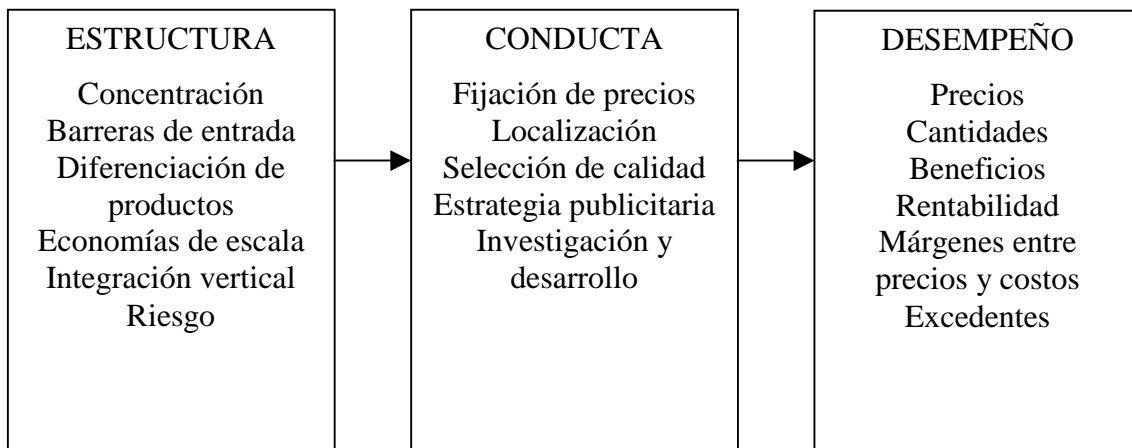 ESTRUCTURA
Concentración
Barreras de entrada
Diferenciación de
productos
Economías de escala
Integración vertical
Riesgo
CONDUCTA
Fijación de precios
Localización
Selección de calidad
Estrategia publicitaria
Investigación y
desarrollo
DESEMPEÑO
Precios
Cantidades
Beneficios
Rentabilidad
Márgenes entre
precios y costos
Excedentes